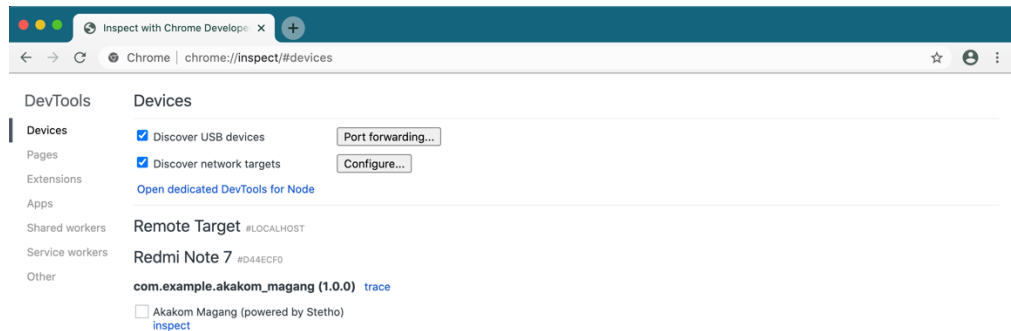 Inspect with Chrome Develope
Chrome | chrome://inspect/#devices
DevTools
Devices
Pages
Extensions
Apps
Shared workers
Service workers
Other
Devices
Discover USB devices Port forwarding...
Discover network targets Configure...
Open dedicated DevTools for Node
Remote Target #LOCALHOST
Redmi Note 7 #D44ECF0
com.example.akakom_magang (1.0.0) trace
Akakom Magang (powered by Stetho)
inspect